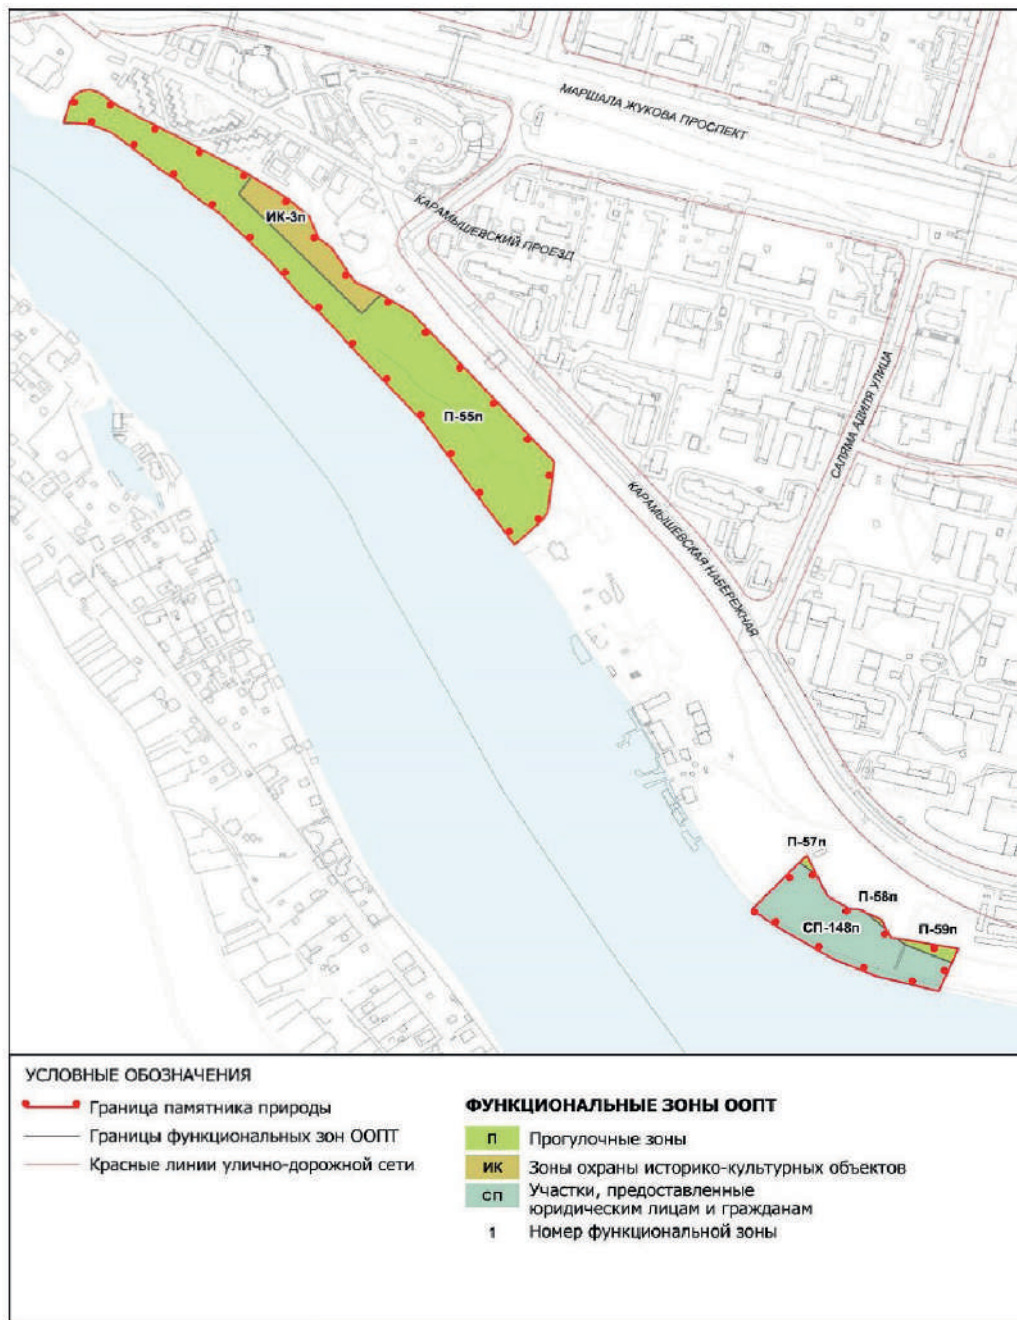 МАРШАЛА ЖУКОВА ПРОСПЕКТ
КАРАМЫШЕВСКИЙ ПРОЕЗД
ИК-3п
САЛЯМА АДИЛЯ УЛИЦА
П-55п
КАРАМЫШЕВСКАЯ НАБЕРЕЖНАЯ
П-57п
П-58п
СП-148п
П-59п
УСЛОВНЫЕ ОБОЗНАЧЕНИЯ
Граница памятника природы
Границы функциональных зон ООПТ
Красные линии улично-дорожной сети
ФУНКЦИОНАЛЬНЫЕ ЗОНЫ ООПТ
П Прогулочные зоны
ИК Зоны охраны историко-культурных объектов
СП Участки, предоставленные
юридическим лицам и гражданам
1 Номер функциональной зоны